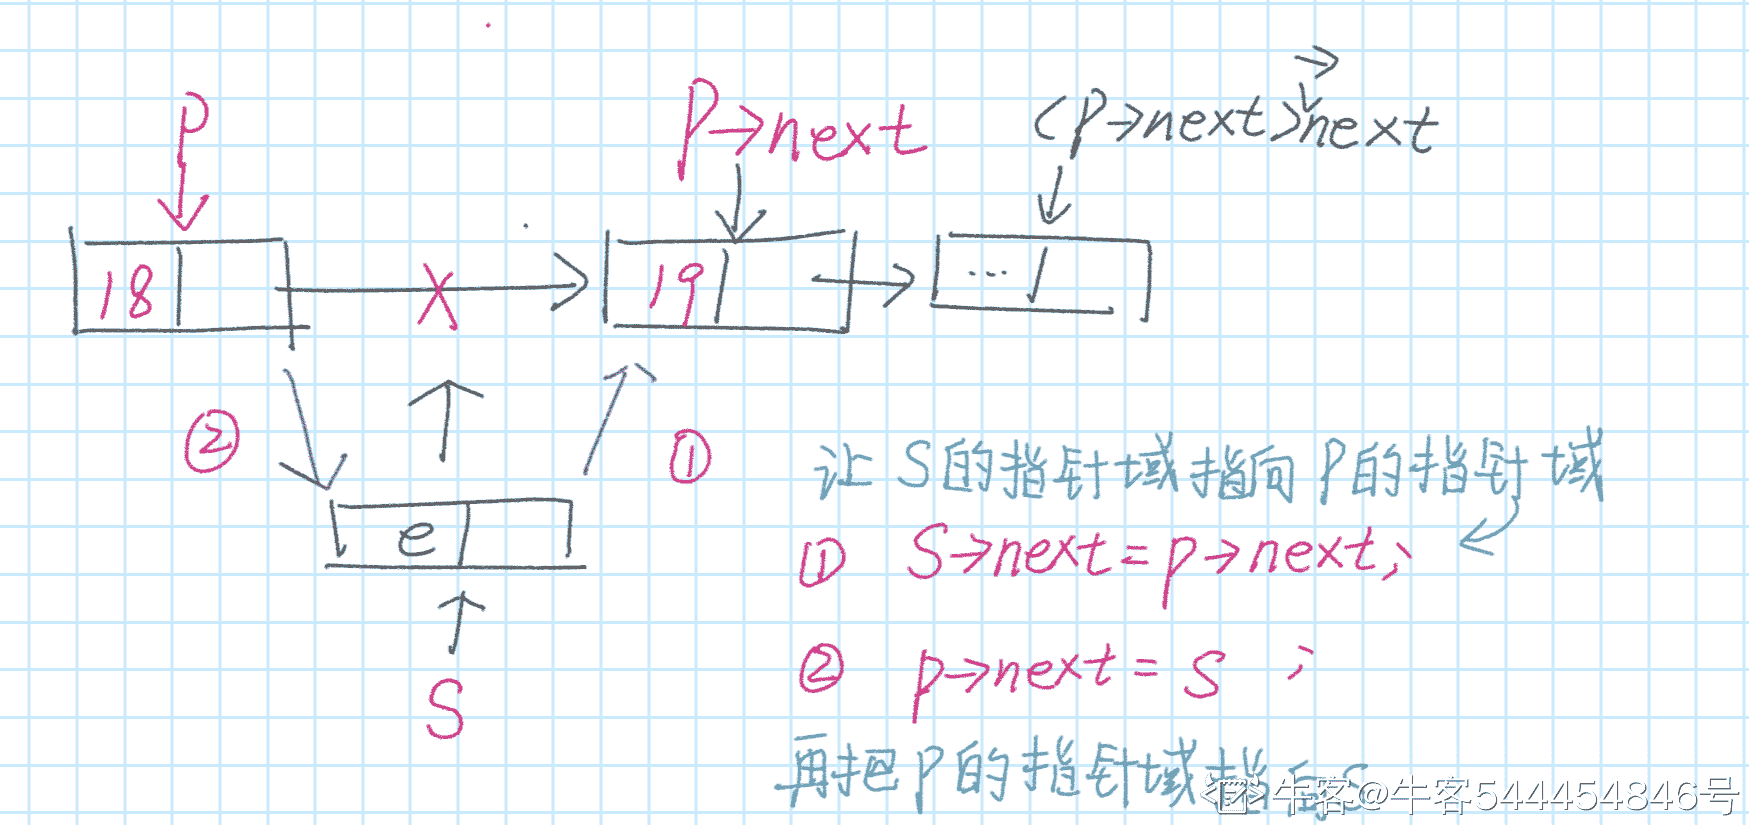 P
P→next
(P→next)→next
18
19
...
②
①
e
S
让S的指针域指向P的指针域
① S→next=p→next;
② p→next=S ;
再把P的指针域指向S
牛客@牛客544454846号